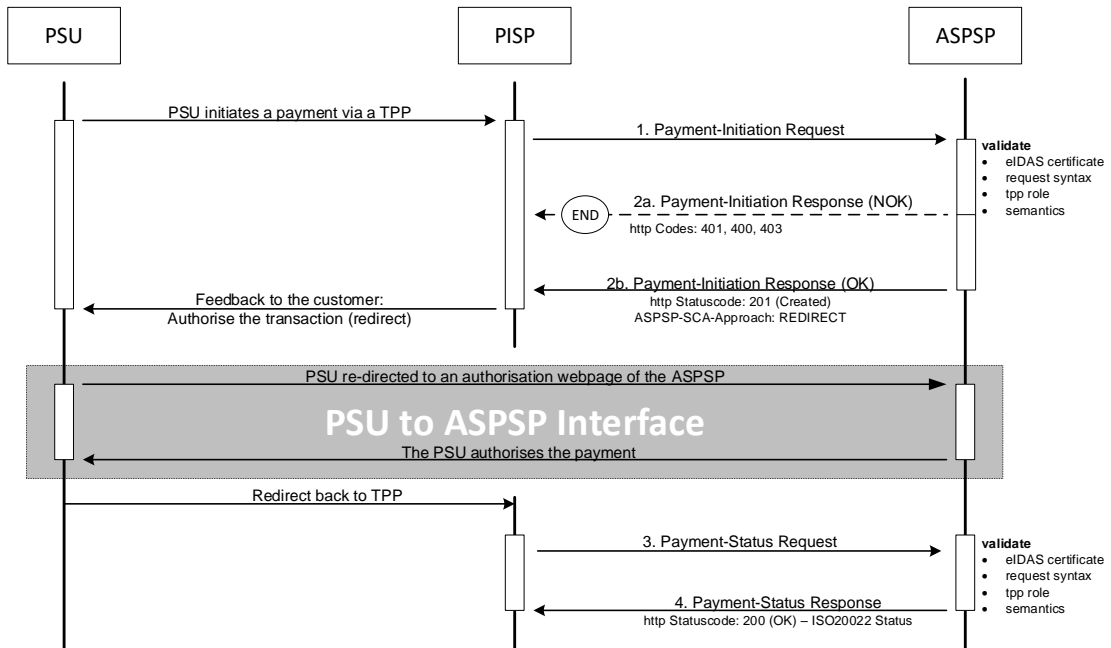 PSU
PISP
ASPSP
PSU initiates a payment via a TPP
1. Payment-Initiation Request
validate
• eIDAS certificate
• request syntax
• tpp role
• semantics
2a. Payment-Initiation Response (NOK)
END
http Codes: 401, 400, 403
2b. Payment-Initiation Response (OK)
http Statuscode: 201 (Created)
ASPSP-SCA-Approach: REDIRECT
Feedback to the customer:
Authorise the transaction (redirect)
PSU re-directed to an authorisation webpage of the ASPSP
PSU to ASPSP Interface
The PSU authorises the payment
Redirect back to TPP
3. Payment-Status Request
validate
• eIDAS certificate
• request syntax
• tpp role
• semantics
4. Payment-Status Response
http Statuscode: 200 (OK) – ISO20022 Status